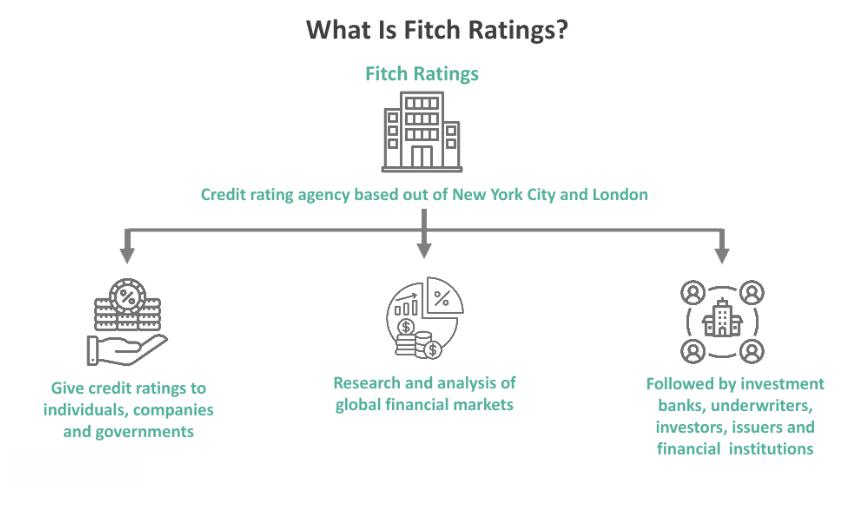 What Is Fitch Ratings?
Fitch Ratings
Credit rating agency based out of New York City and London
%
%
$
$
Give credit ratings to
individuals, companies
and governments
Research and analysis of
global financial markets
Followed by investment
banks, underwriters,
investors, issuers and
financial institutions